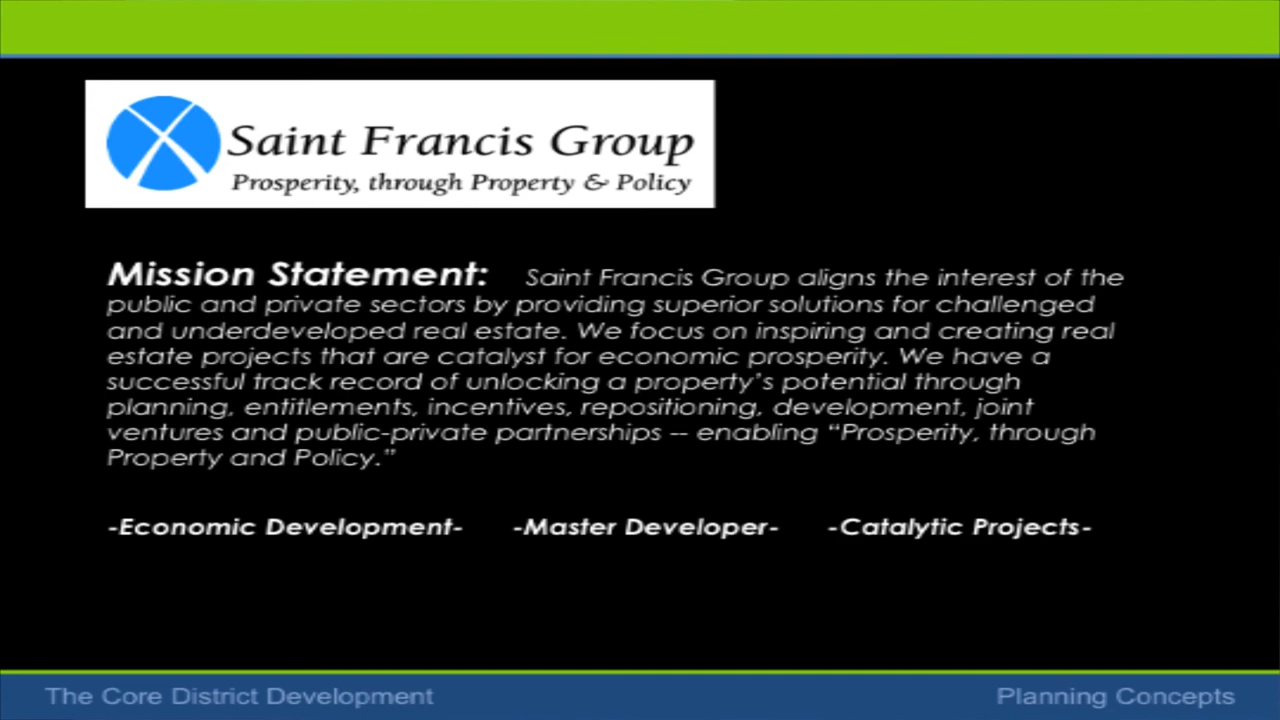 Saint Francis Group
Prosperity, through Property & Policy
Mission Statement: Saint Francis Group aligns the interest of the
public and private sectors by providing superior solutions for challenged
and underdeveloped real estate. We focus on inspiring and creating real
estate projects that are catalyst for economic prosperity. We have a
successful track record of unlocking a property's potential through
planning, entitlements, incentives, repositioning, development, joint
ventures and public-private partnerships -- enabling “Prosperity, through
Property and Policy.”
-Economic Development- -Master Developer- -Catalytic Projects-
The Core District Development Planning Concepts